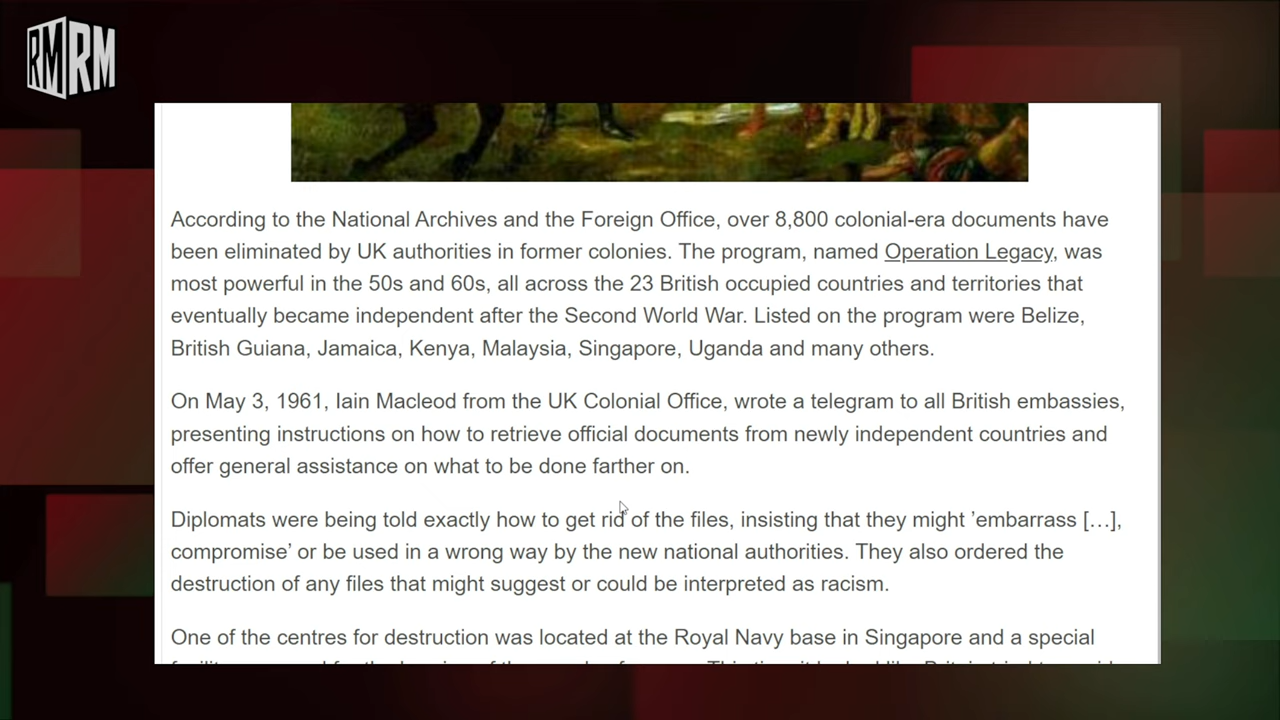 RMRM
According to the National Archives and the Foreign Office, over 8,800 colonial-era documents have
been eliminated by UK authorities in former colonies. The program, named Operation Legacy, was
most powerful in the 50s and 60s, all across the 23 British occupied countries and territories that
eventually became independent after the Second World War. Listed on the program were Belize,
British Guiana, Jamaica, Kenya, Malaysia, Singapore, Uganda and many others.
On May 3, 1961, Iain Macleod from the UK Colonial Office, wrote a telegram to all British embassies,
presenting instructions on how to retrieve official documents from newly independent countries and
offer general assistance on what to be done farther on.
Diplomats were being told exactly how to get rid of the files, insisting that they might ’embarrass […],
compromise’ or be used in a wrong way by the new national authorities. They also ordered the
destruction of any files that might suggest or could be interpreted as racism.
One of the centres for destruction was located at the Royal Navy base in Singapore and a special